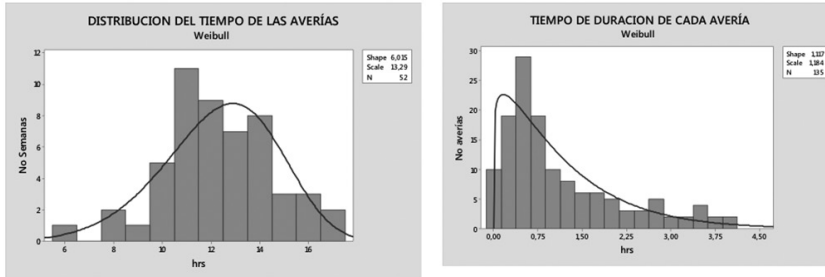 DISTRIBUCION DEL TIEMPO DE LAS AVERÍAS
Weibull
Shape 6,015
Scale 13,29
N 52
No Semanas
12
10
8
6
4
2
0
6 8 10 12 14 16
hrs
TIEMPO DE DURACION DE CADA AVERÍA
Weibull
Shape 1,117
Scale 1,184
N 135
No averías
30
25
20
15
10
5
0
0,00 0,75 1,50 2,25 3,00 3,75 4,50
hrs